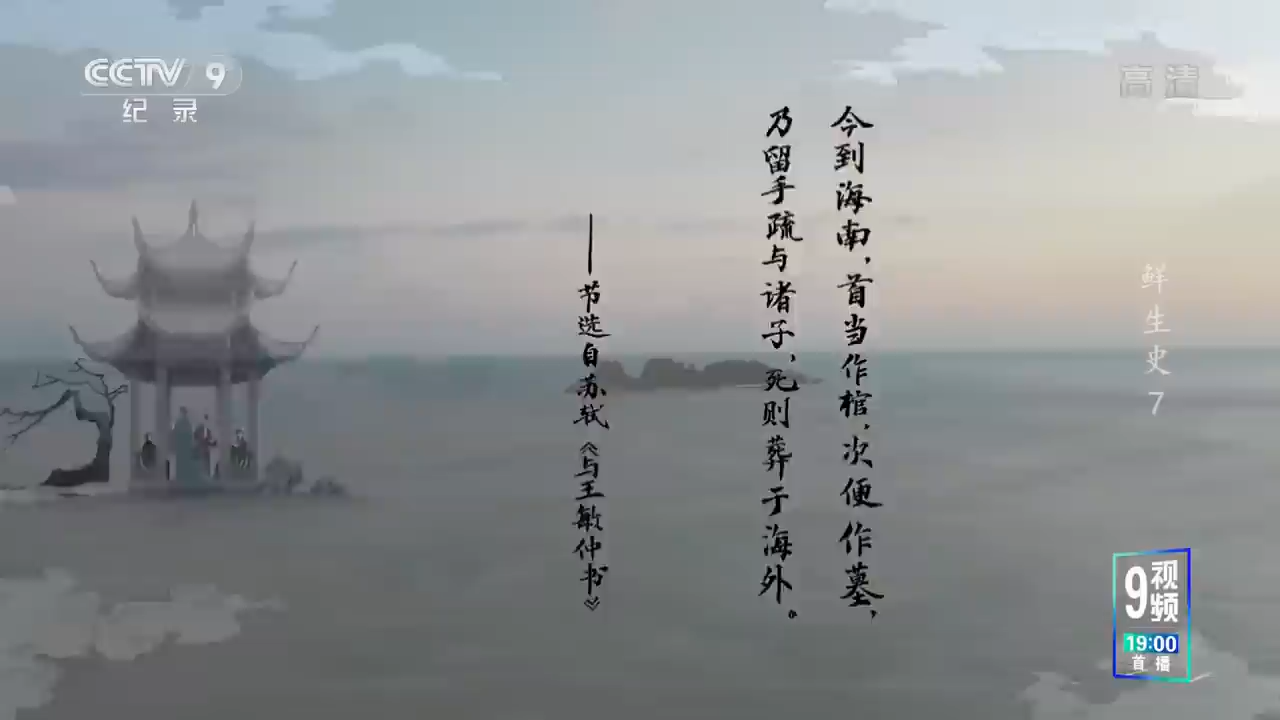 CCTV 9
纪录
高清
今到海南，首当作棺，次便作墓，
乃留手疏与诸子，死则葬于海外。
——节选自苏轼《与王敏仲书》
鲜生史 7
9视频
19:00
首播